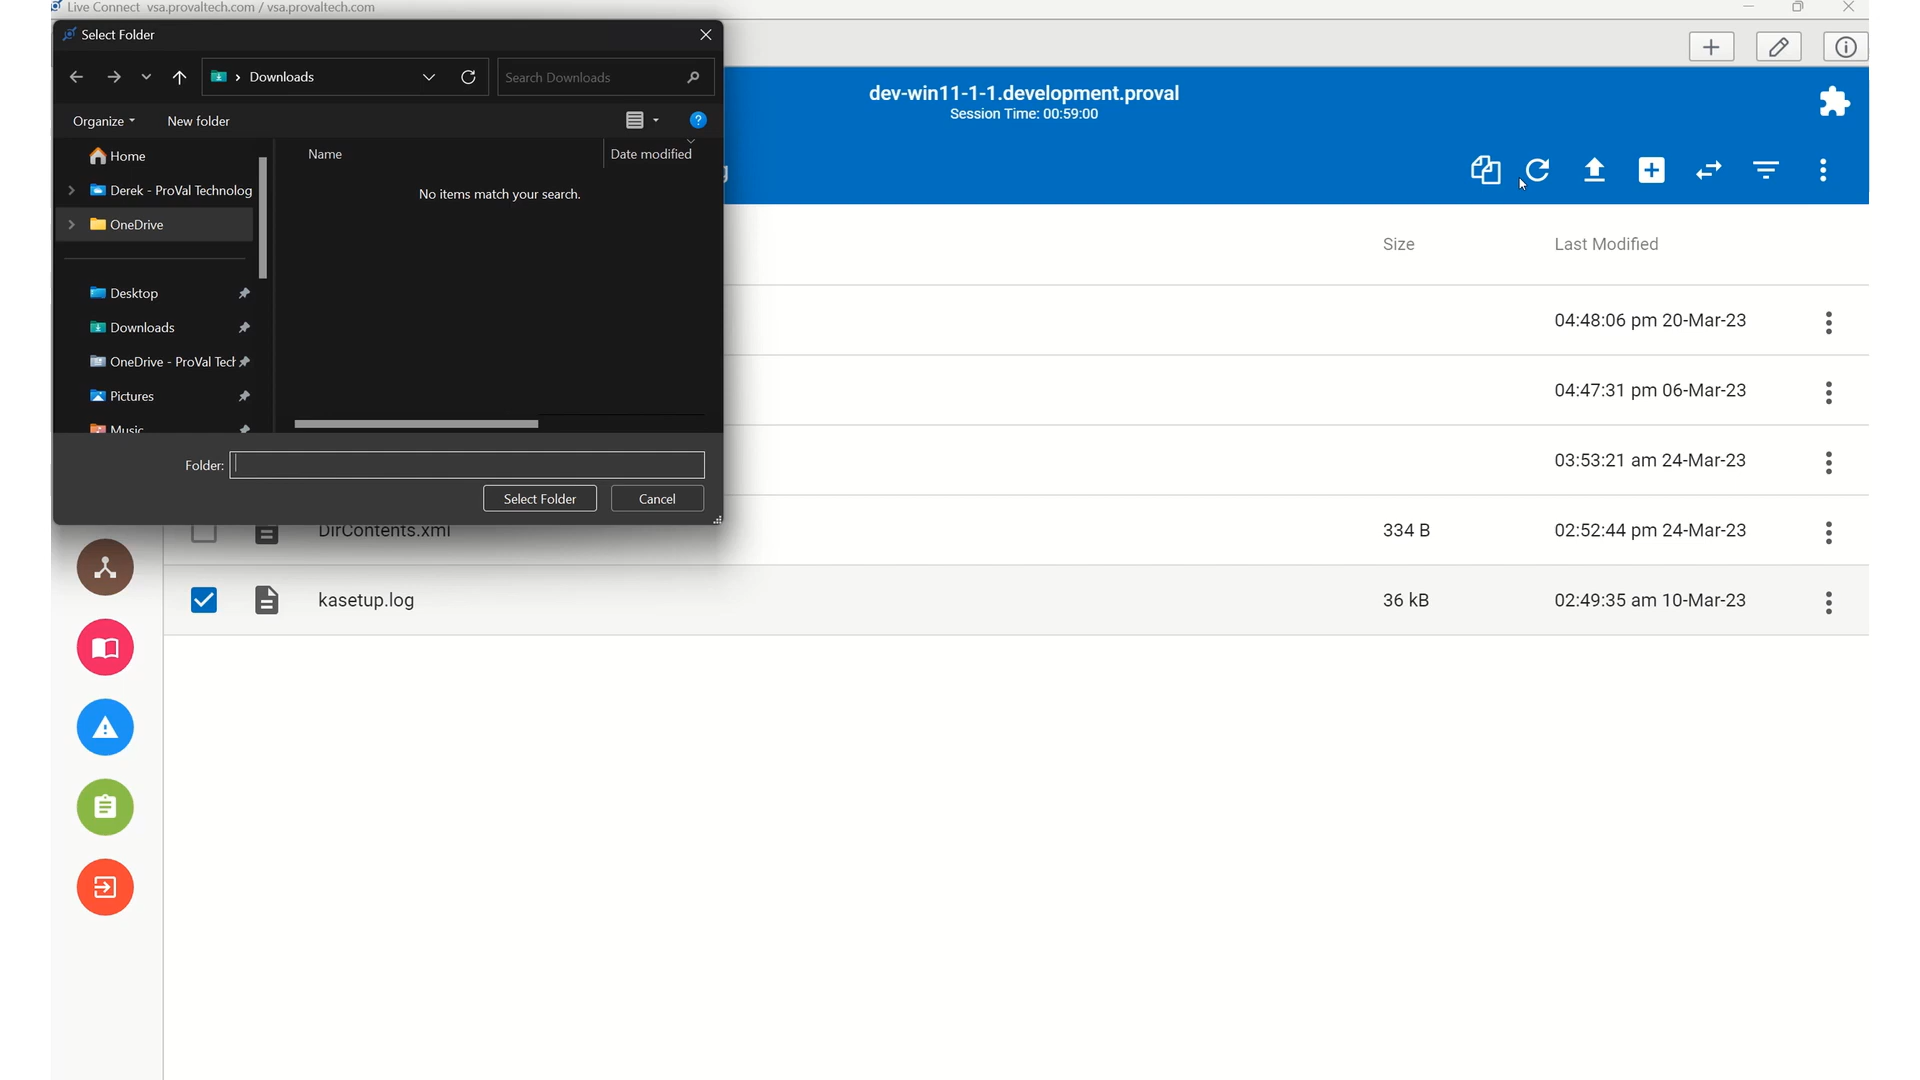 Live Connect vsa.provaltech.com / vsa.provaltech.com
Select Folder
Downloads
Search Downloads
Organize
New folder
Home
Derek - ProVal Technolog
OneDrive
Desktop
Downloads
OneDrive - ProVal Tech
Pictures
Music
Name
Date modified
No items match your search.
Folder:
Select Folder
Cancel
dev-win11-1-1.development.proval
Session Time: 00:59:00
Size
Last Modified
04:48:06 pm 20-Mar-23
04:47:31 pm 06-Mar-23
03:53:21 am 24-Mar-23
DirContents.xml
334 B
02:52:44 pm 24-Mar-23
kasetup.log
36 kB
02:49:35 am 10-Mar-23